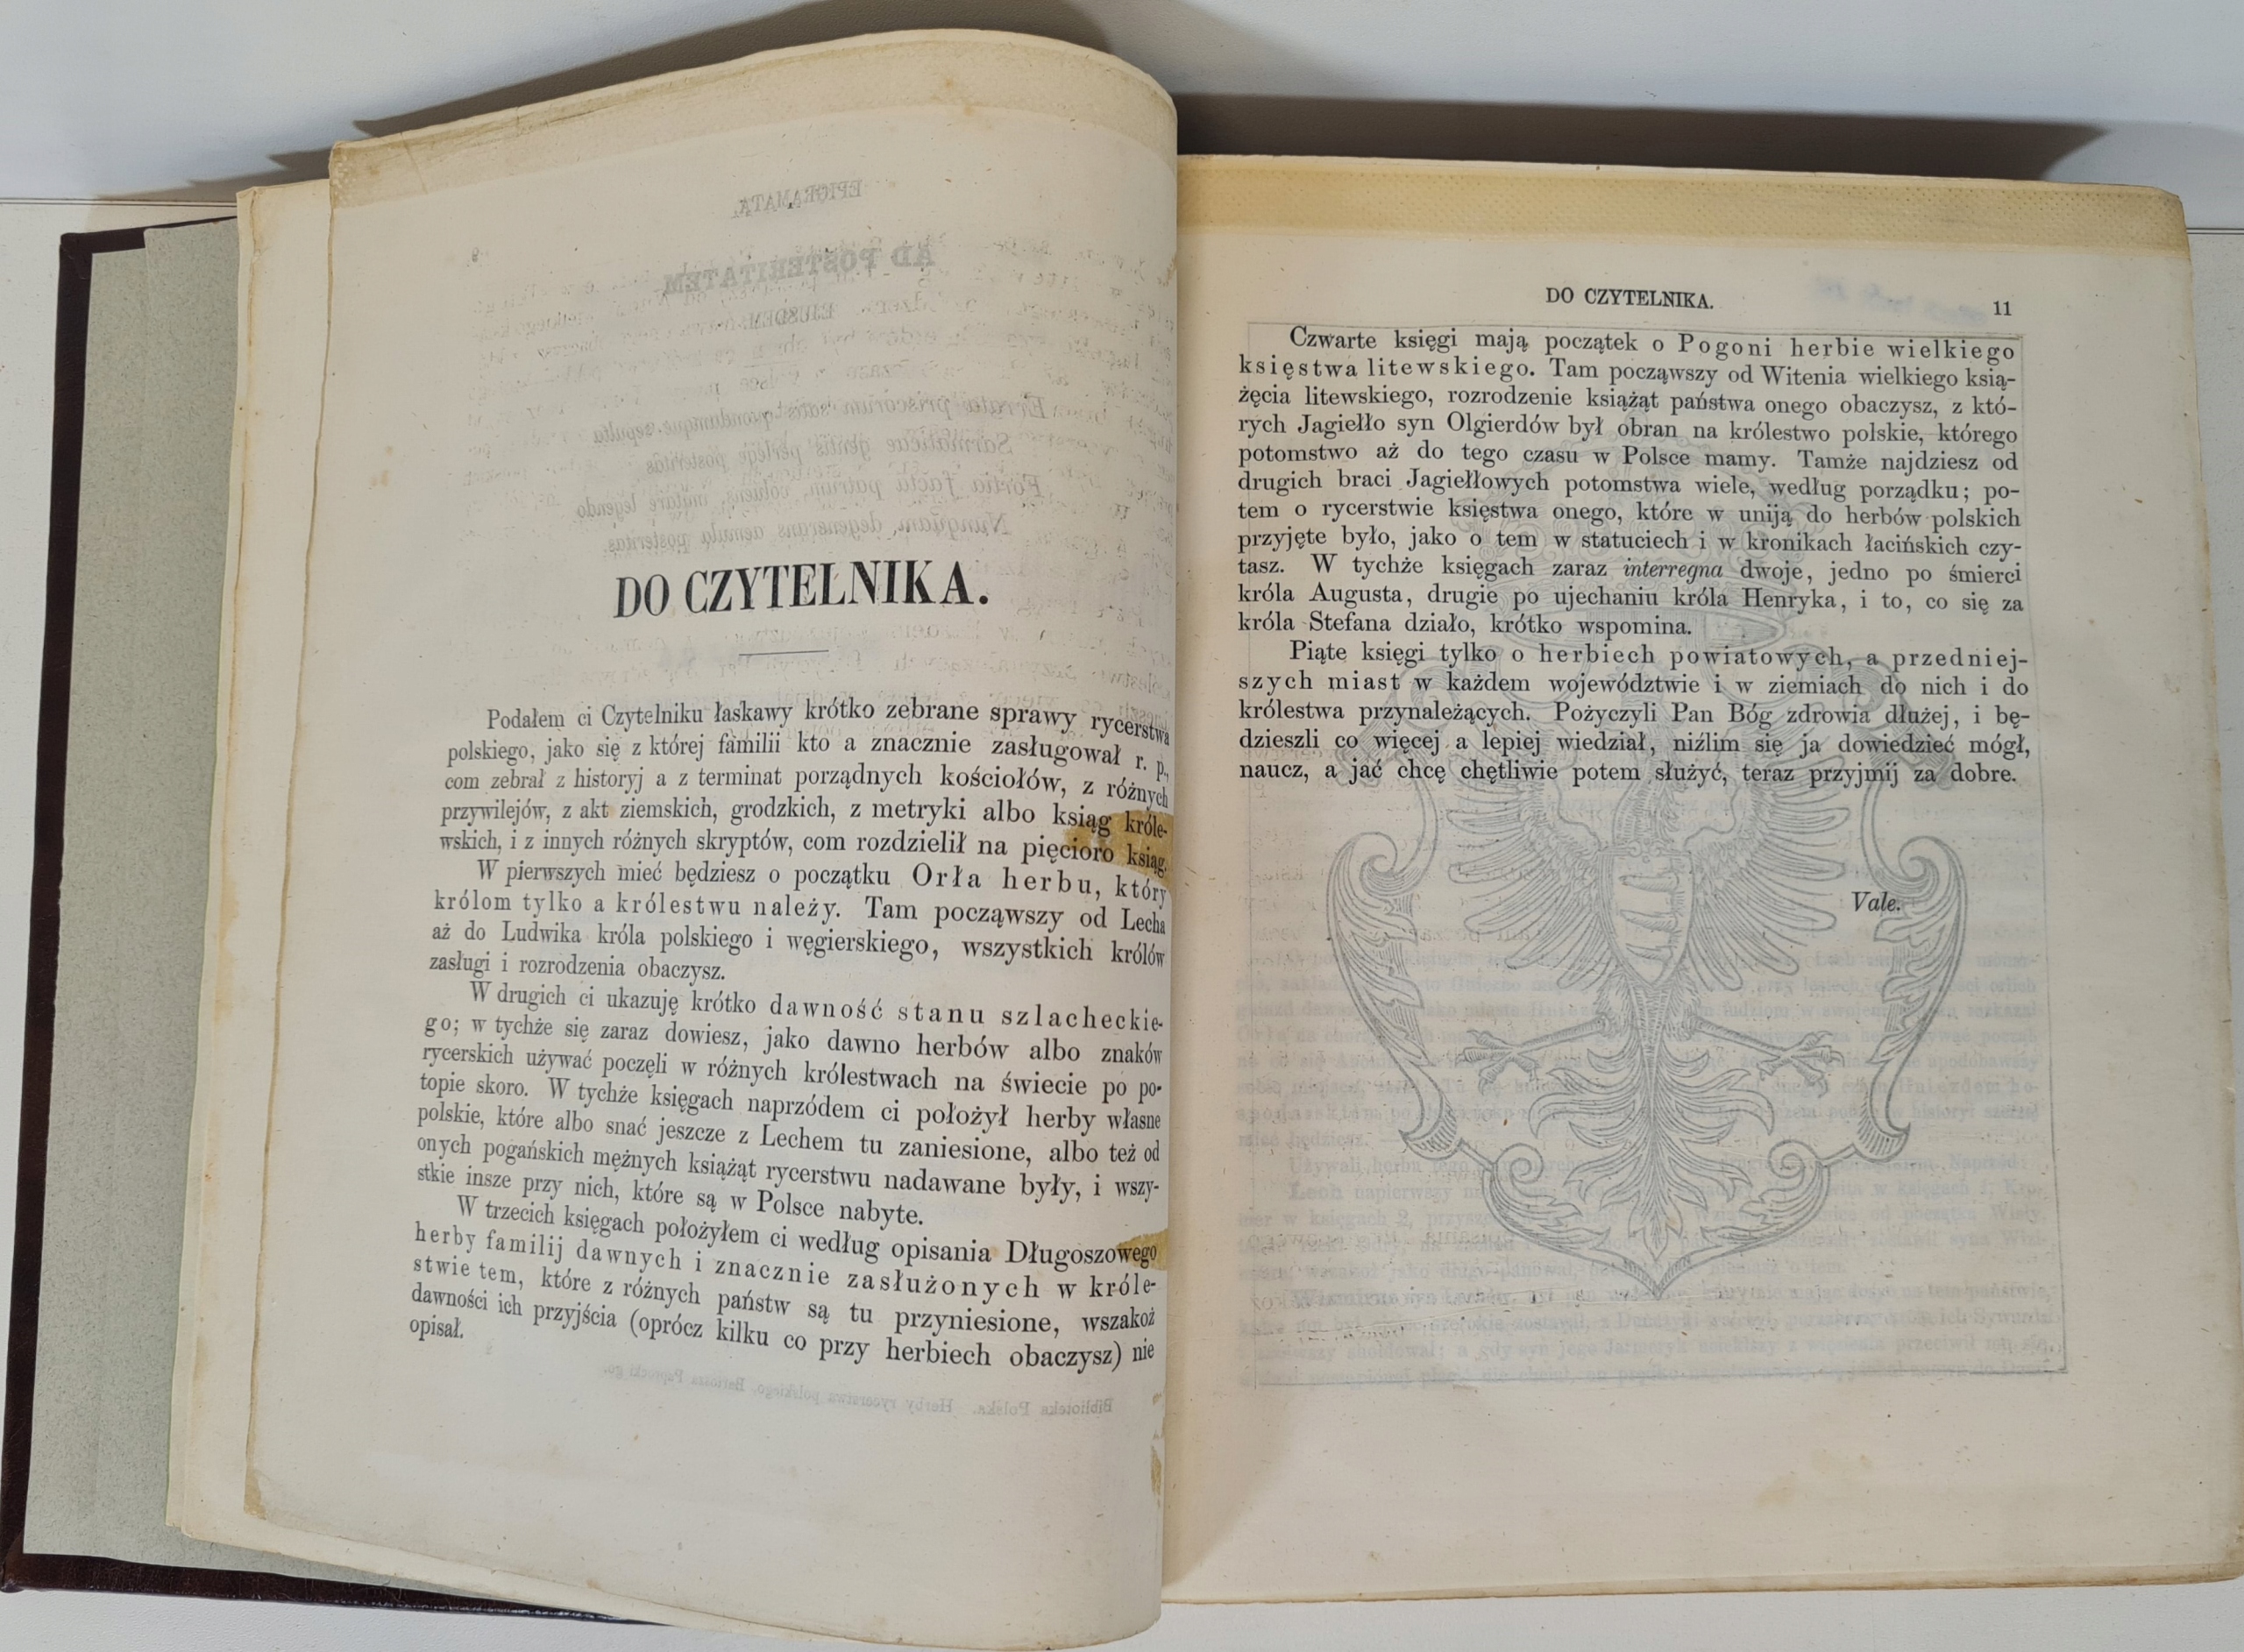 DO CZYTELNIKA.
Podałem ci Czytelniku łaskawy krótko zebrane sprawy rycerstwa
polskiego, jako się z której familii kto a znacznie zasługował r. p.,
com zebrał z historyj a z terminat porządnych kościołów, z różnych
przywilejów, z akt ziemskich, grodzkich, z metryki albo ksiąg króle-
wskich, i z innych różnych skryptów, com rozdzielił na pięcioro ksiąg.
W pierwszych mieć będziesz o początku Orła herbu, który
królom tylko a królestwu należy. Tam począwszy od Lecha
aż do Ludwika króla polskiego i węgierskiego, wszystkich królów
zasługi i rozrodzenia obaczysz.
W drugich ci ukazuję krótko dawność stanu szlacheckie-
go; w tychże się zaraz dowiesz, jako dawno herbów albo znaków
rycerskich używać poczęli w różnych królestwach na świecie po po-
topie skoro. W tychże księgach naprzódem ci położył herby własne
polskie, które albo snać jeszcze z Lechem tu zaniesione, albo też od
onych pogańskich mężnych książąt rycerstwu nadawane były, i wszy-
stkie insze przy nich, które są w Polsce nabyte.
W trzecich księgach położyłem ci według opisania Długoszowego
herby familij dawnych i znacznie zasłużonych w króle-
stwie tem, które z różnych państw są tu przyniesione, wszakoż
dawności ich przyjścia (oprócz kilku co przy herbiech obaczysz) nie
opisał.
DO CZYTELNIKA.
11
Czwarte księgi mają początek o Pogoni herbie wielkiego
księstwa litewskiego. Tam począwszy od Witenia wielkiego ksią-
żęcia litewskiego, rozrodzenie książąt państwa onego obaczysz, z któ-
rych Jagiełło syn Olgierdów był obran na królestwo polskie, którego
potomstwo aż do tego czasu w Polsce mamy. Tamże najdziesz od
drugich braci Jagiełłowych potomstwa wiele, według porządku; po-
tem o rycerstwie księstwa onego, które w uniją do herbów polskich
przyjęte było, jako o tem w statuciech i w kronikach łacińskich czy-
tasz. W tychże księgach zaraz interregna dwoje, jedno po śmierci
króla Augusta, drugie po ujechaniu króla Henryka, i to, co się za
króla Stefana działo, krótko wspomina.
Piąte księgi tylko o herbiech powiatowych, a przedniej-
szych miast w każdem województwie i w ziemiach do nich i do
królestwa przynależących. Pożyczyli Pan Bóg zdrowia dłużej, i bę-
dzieszli co więcej a lepiej wiedział, niźlim się ja dowiedzieć mógł,
naucz, a jać chcę chętliwie potem służyć, teraz przyjmij za dobre.
Vale.